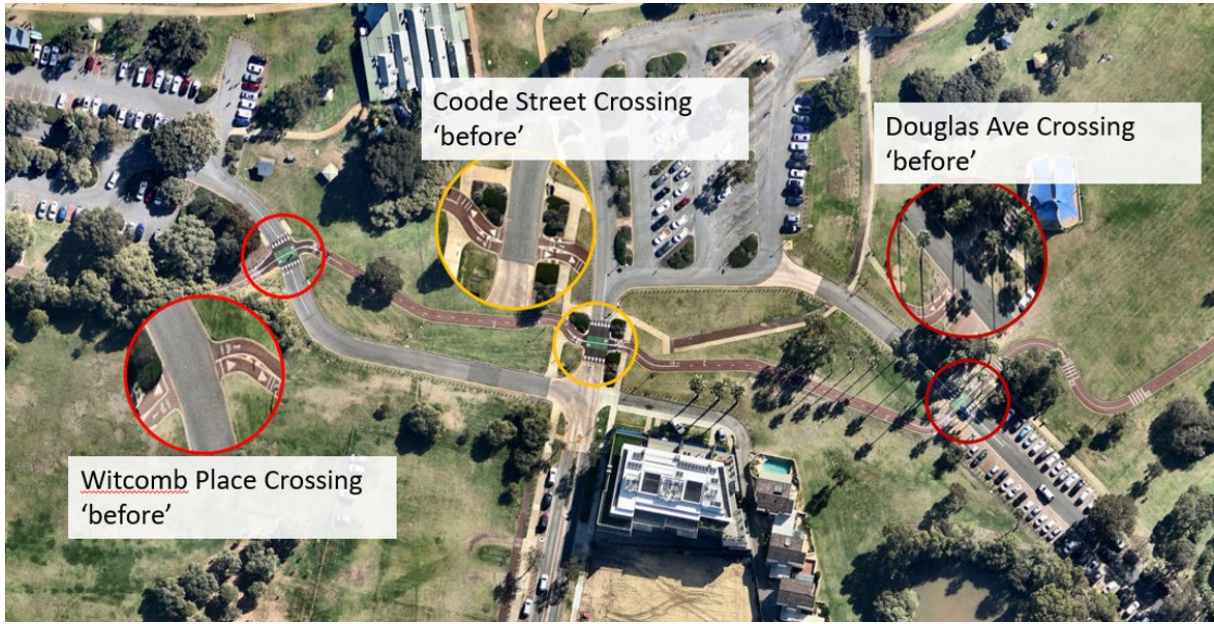 Coode Street Crossing
‘before’
Douglas Ave Crossing
‘before’
Witcomb Place Crossing
‘before’